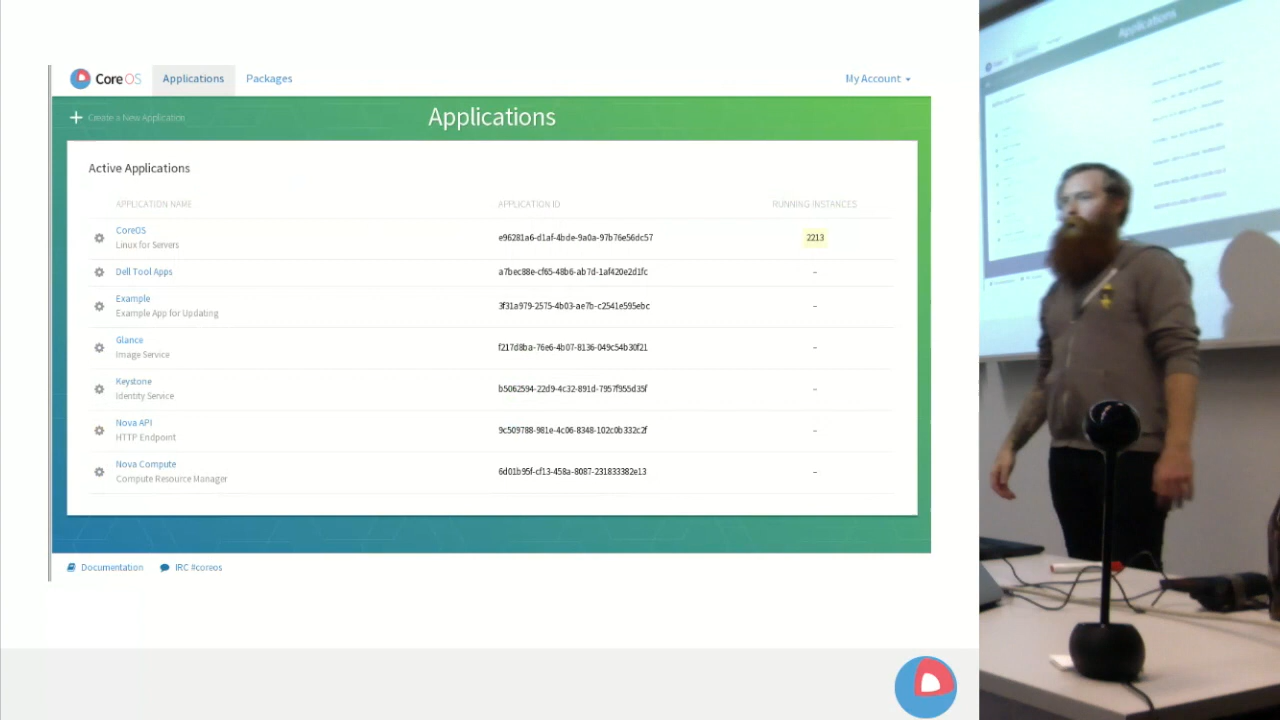 CoreOS
Applications
Packages
My Account
Create a New Application
Applications
Active Applications
APPLICATION NAME
APPLICATION ID
RUNNING INSTANCES
CoreOS
Linux for Servers
e96281a6-d1af-4bde-9a0a-97b76e56dc57
2213
Dell Tool Apps
a7bec88e-cf65-48b6-ab7d-1af420e2d1fc
–
Example
Example App for Updating
3f31a979-2575-4b03-ae7b-c2541e595ebc
–
Glance
Image Service
f217d8ba-76e6-4b07-8136-049c54b30f21
–
Keystone
Identity Service
b5062594-22d9-4c32-891d-7957f955d35f
–
Nova API
HTTP Endpoint
9c509788-981e-4c06-8348-102c0b332c2f
–
Nova Compute
Compute Resource Manager
6d01b95f-cf13-458a-8087-231833382e13
–
Documentation
IRC #coreos
Applications